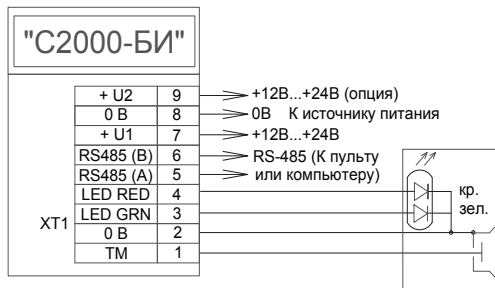 "С2000-БИ"
+ U2 9 +12В...+24В (опция)
0 В 8 0В К источнику питания
+ U1 7 +12В...+24В
RS485 (B) 6 RS-485 (К пульту
RS485 (A) 5 или компьютеру)
LED RED 4 кр.
LED GRN 3 зел.
XT1
0 В 2
TM 1